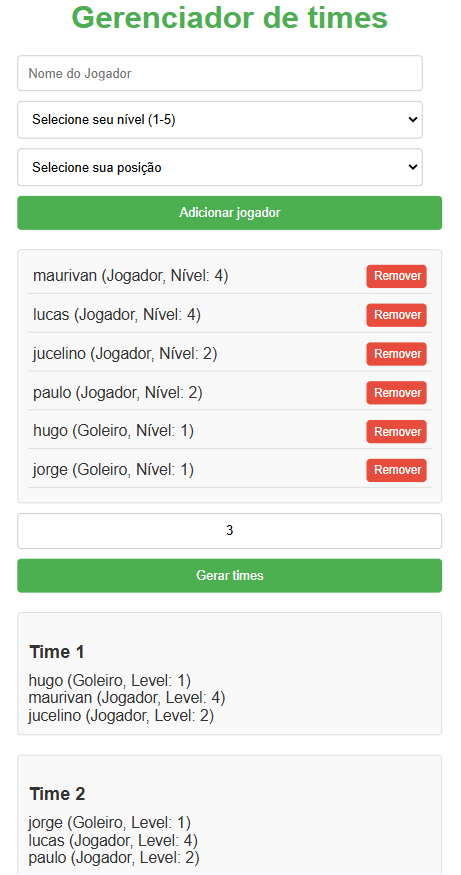 Gerenciador de times
Nome do Jogador
Selecione seu nível (1-5)
Selecione sua posição
Adicionar jogador
maurivan (Jogador, Nível: 4) Remover
lucas (Jogador, Nível: 4) Remover
jucelino (Jogador, Nível: 2) Remover
paulo (Jogador, Nível: 2) Remover
hugo (Goleiro, Nível: 1) Remover
jorge (Goleiro, Nível: 1) Remover
3
Gerar times
Time 1
hugo (Goleiro, Level: 1)
maurivan (Jogador, Level: 4)
jucelino (Jogador, Level: 2)
Time 2
jorge (Goleiro, Level: 1)
lucas (Jogador, Level: 4)
paulo (Jogador, Level: 2)